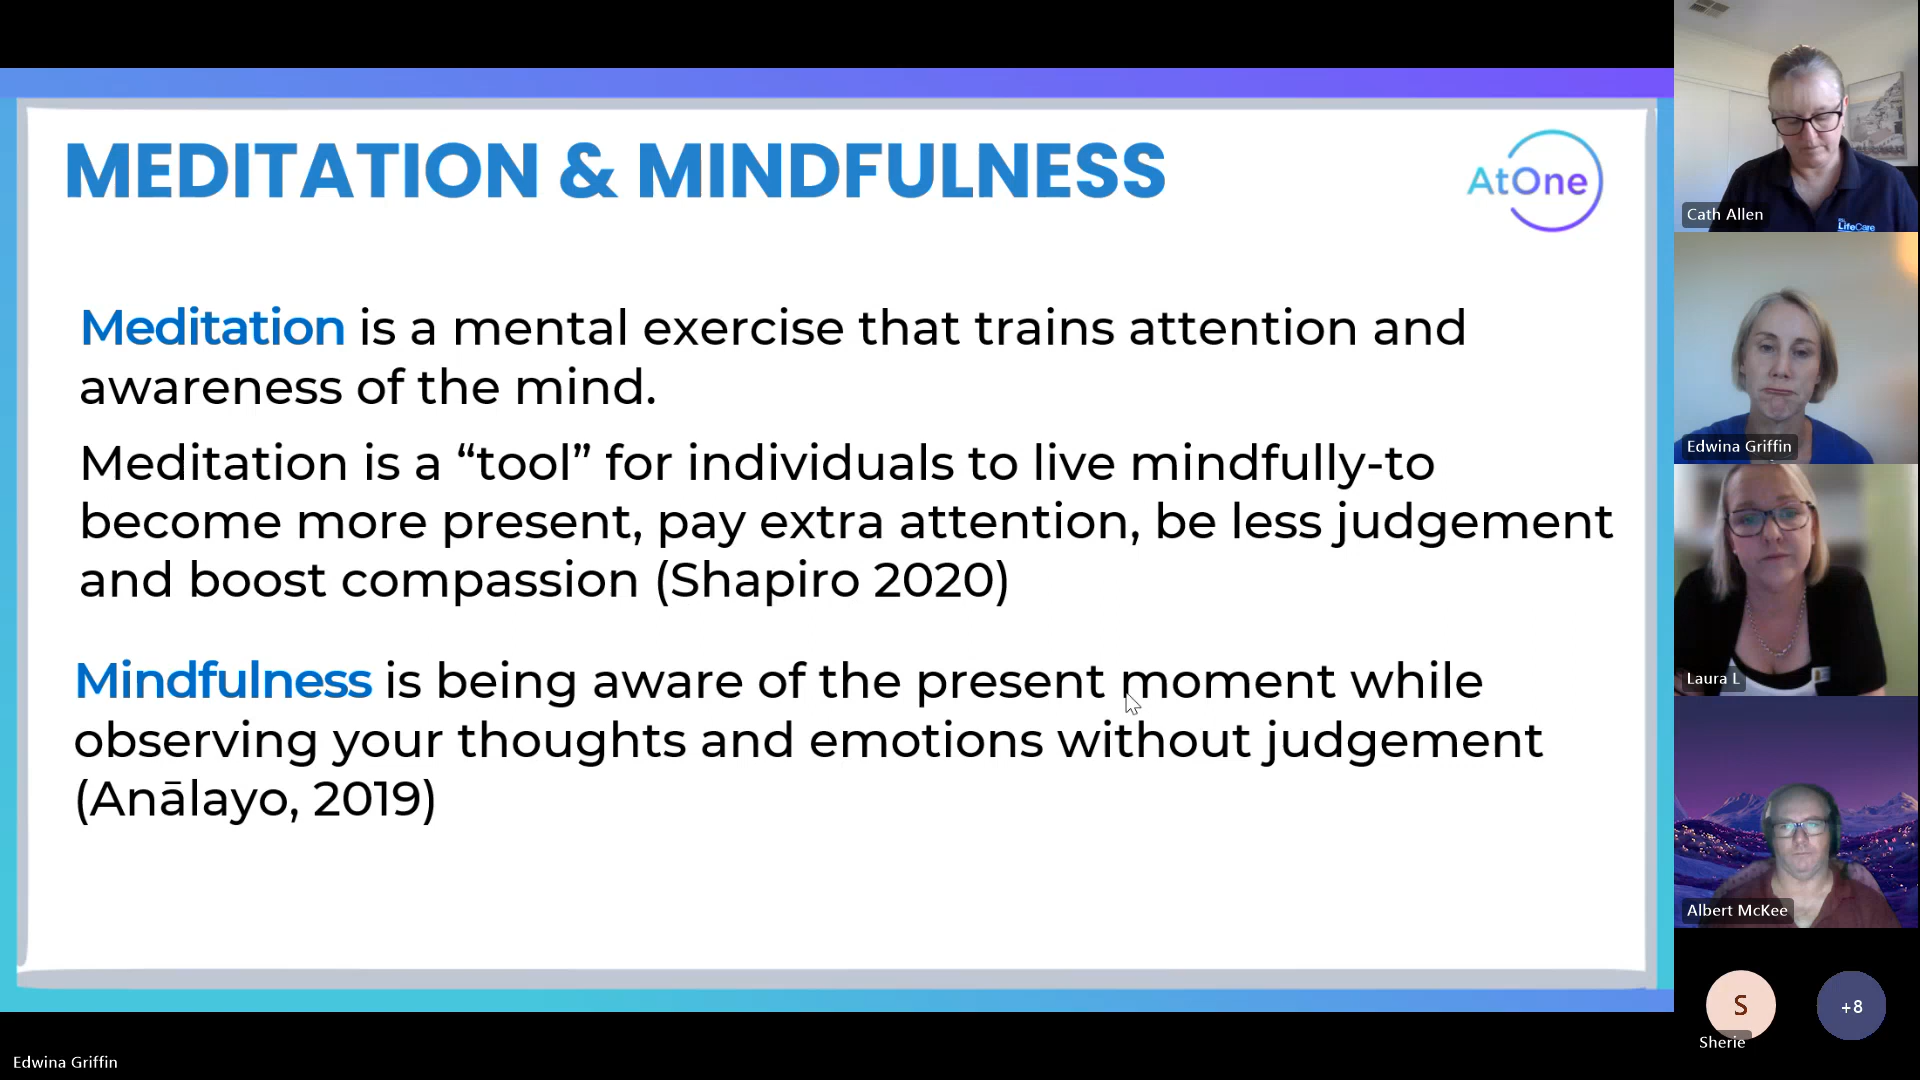 MEDITATION & MINDFULNESS
AtOne
Meditation is a mental exercise that trains attention and
awareness of the mind.
Meditation is a “tool” for individuals to live mindfully-to
become more present, pay extra attention, be less judgement
and boost compassion (Shapiro 2020)
Mindfulness is being aware of the present moment while
observing your thoughts and emotions without judgement
(Anālayo, 2019)
Edwina Griffin
LifeCare
Cath Allen
Edwina Griffin
Laura L
Albert McKee
S
Sherie
+8